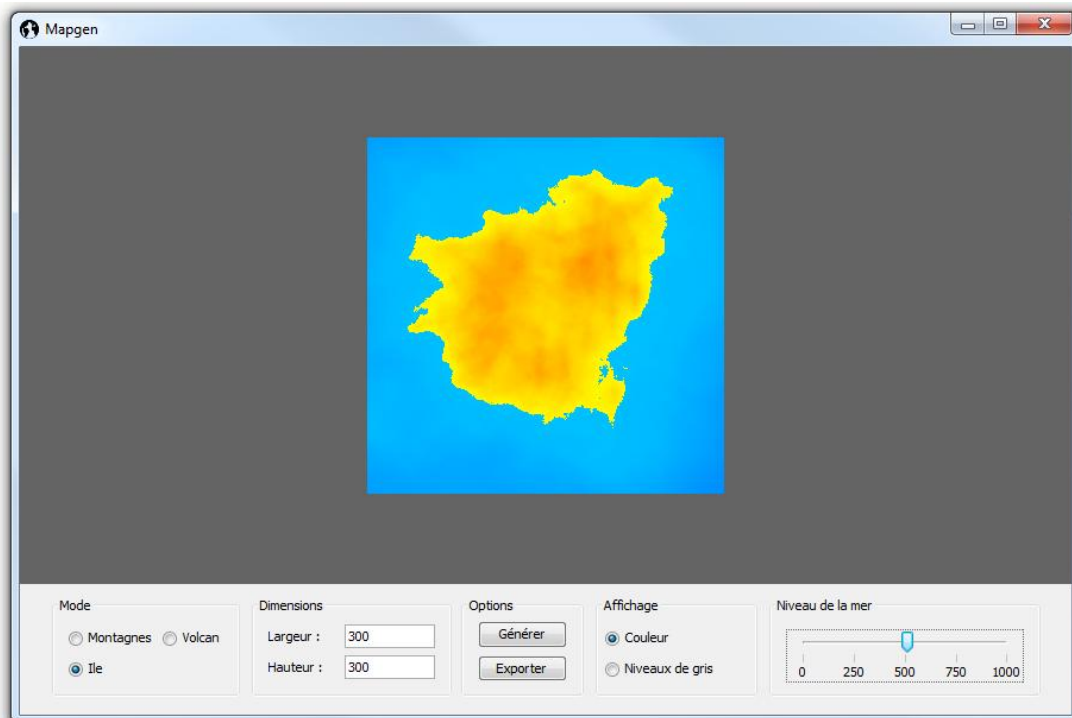 Mapgen
Mode
Montagnes Volcan
Ile
Dimensions
Largeur : 300
Hauteur : 300
Options
Générer
Exporter
Affichage
Couleur
Niveaux de gris
Niveau de la mer
0 250 500 750 1000